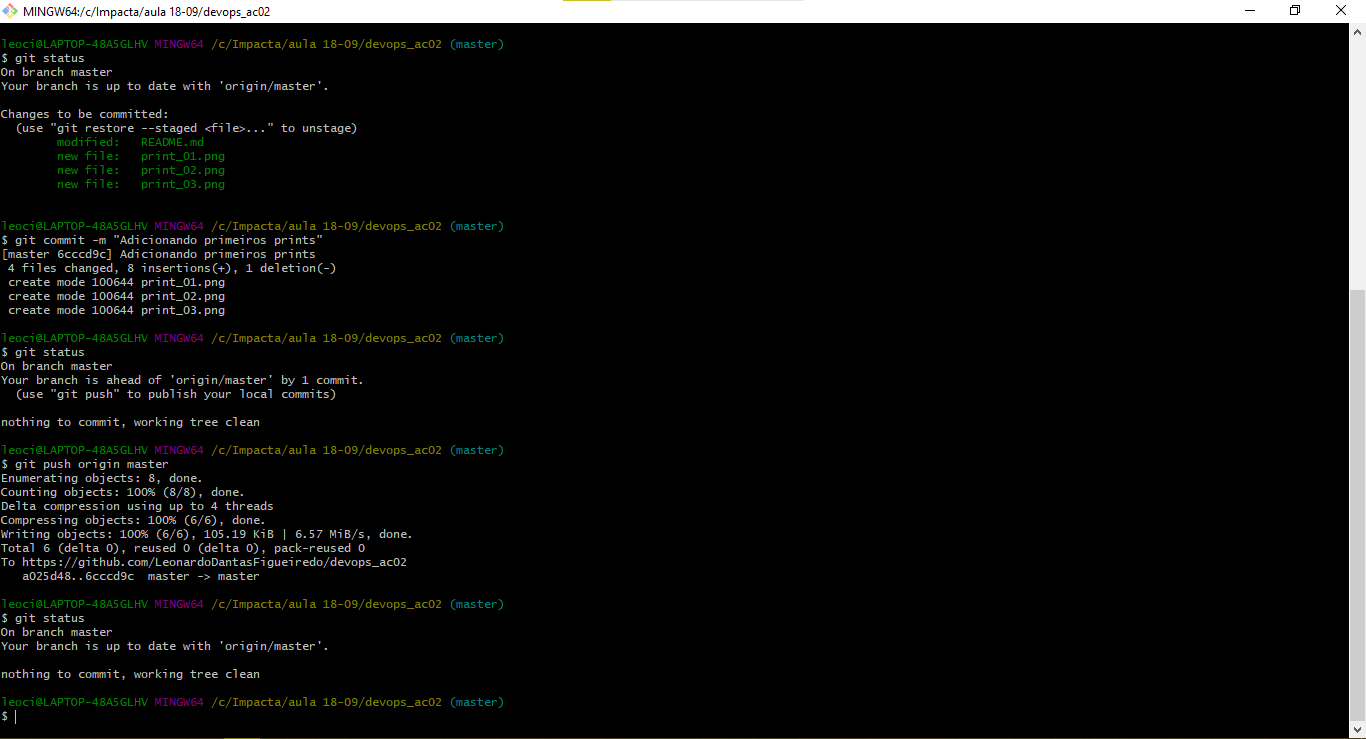 MINGW64:/c/Impacta/aula 18-09/devops_ac02
leoci@LAPTOP-48A5GLHV MINGW64 /c/Impacta/aula 18-09/devops_ac02 (master)
$ git status
On branch master
Your branch is up to date with 'origin/master'.
Changes to be committed:
  (use "git restore --staged <file>..." to unstage)
        modified:   README.md
        new file:   print_01.png
        new file:   print_02.png
        new file:   print_03.png
leoci@LAPTOP-48A5GLHV MINGW64 /c/Impacta/aula 18-09/devops_ac02 (master)
$ git commit -m "Adicionando primeiros prints"
[master 6cccd9c] Adicionando primeiros prints
 4 files changed, 8 insertions(+), 1 deletion(-)
 create mode 100644 print_01.png
 create mode 100644 print_02.png
 create mode 100644 print_03.png
leoci@LAPTOP-48A5GLHV MINGW64 /c/Impacta/aula 18-09/devops_ac02 (master)
$ git status
On branch master
Your branch is ahead of 'origin/master' by 1 commit.
  (use "git push" to publish your local commits)
nothing to commit, working tree clean
leoci@LAPTOP-48A5GLHV MINGW64 /c/Impacta/aula 18-09/devops_ac02 (master)
$ git push origin master
Enumerating objects: 8, done.
Counting objects: 100% (8/8), done.
Delta compression using up to 4 threads
Compressing objects: 100% (6/6), done.
Writing objects: 100% (6/6), 105.19 KiB | 6.57 MiB/s, done.
Total 6 (delta 0), reused 0 (delta 0), pack-reused 0
To https://github.com/LeonardoDantasFigueiredo/devops_ac02
   a025d48..6cccd9c  master -> master
leoci@LAPTOP-48A5GLHV MINGW64 /c/Impacta/aula 18-09/devops_ac02 (master)
$ git status
On branch master
Your branch is up to date with 'origin/master'.
nothing to commit, working tree clean
leoci@LAPTOP-48A5GLHV MINGW64 /c/Impacta/aula 18-09/devops_ac02 (master)
$